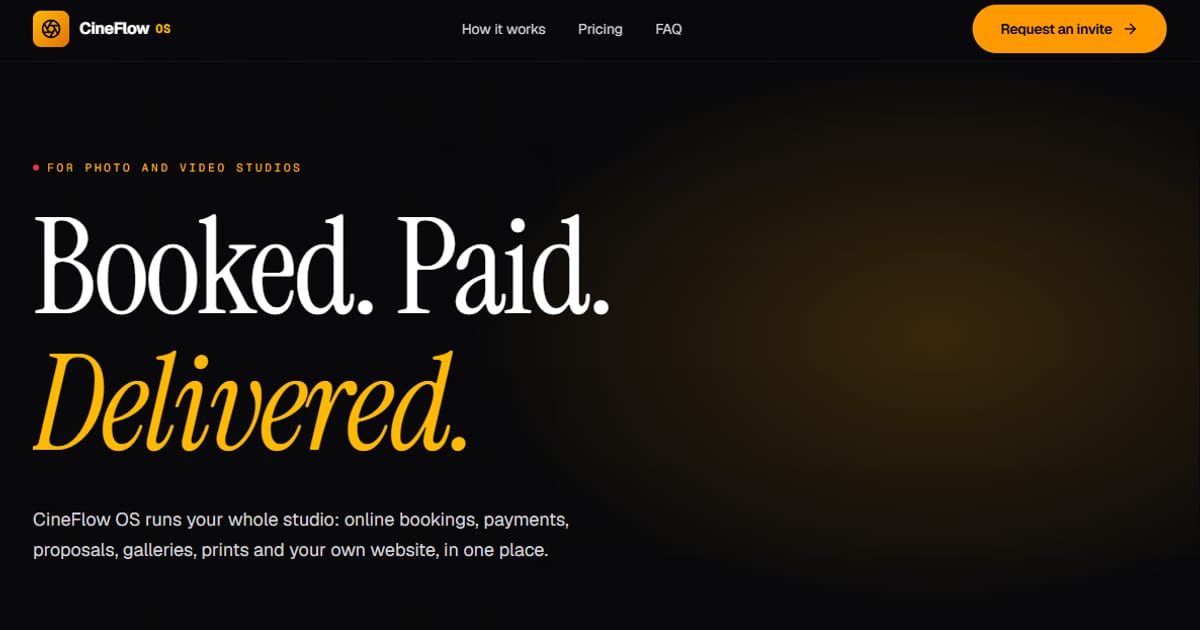 CineFlow OS
How it works
Pricing
FAQ
Request an invite
FOR PHOTO AND VIDEO STUDIOS
Booked. Paid.
Delivered.
CineFlow OS runs your whole studio: online bookings, payments,
proposals, galleries, prints and your own website, in one place.